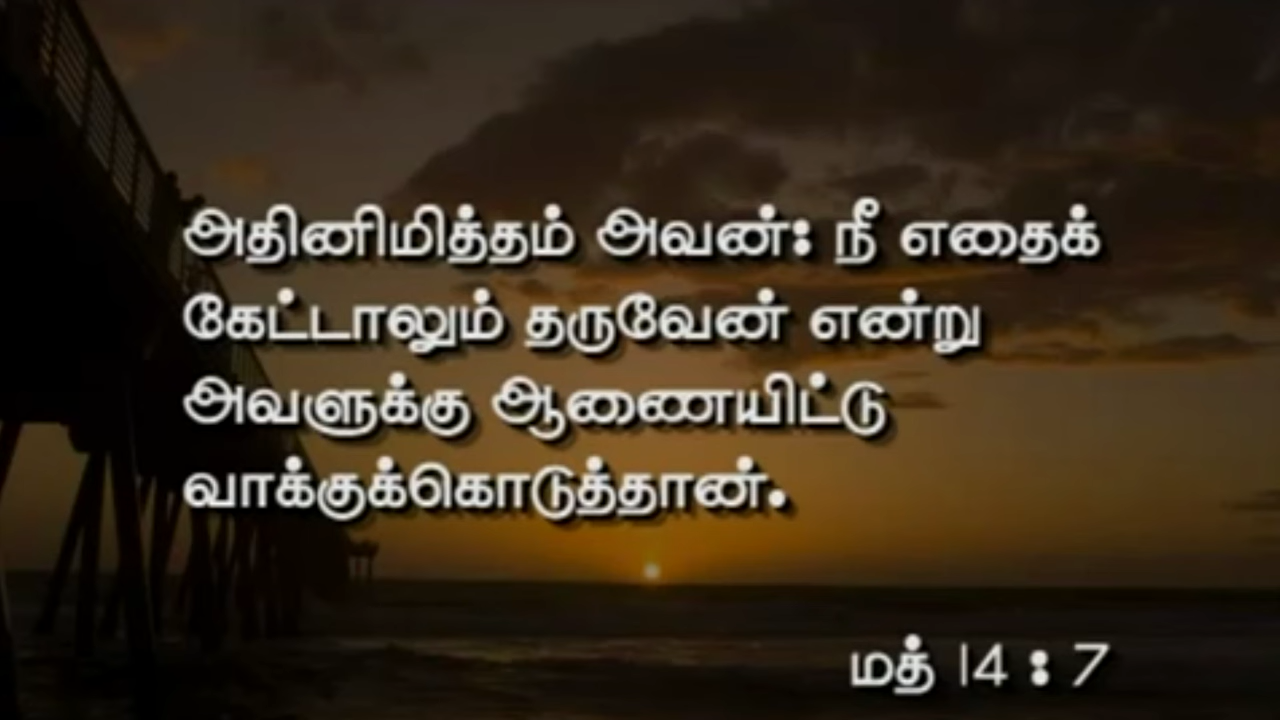 அதினிமித்தம் அவன்: நீ எதைக்
கேட்டாலும் தருவேன் என்று
அவளுக்கு ஆணையிட்டு
வாக்குக்கொடுத்தான்.
மத் 14 : 7